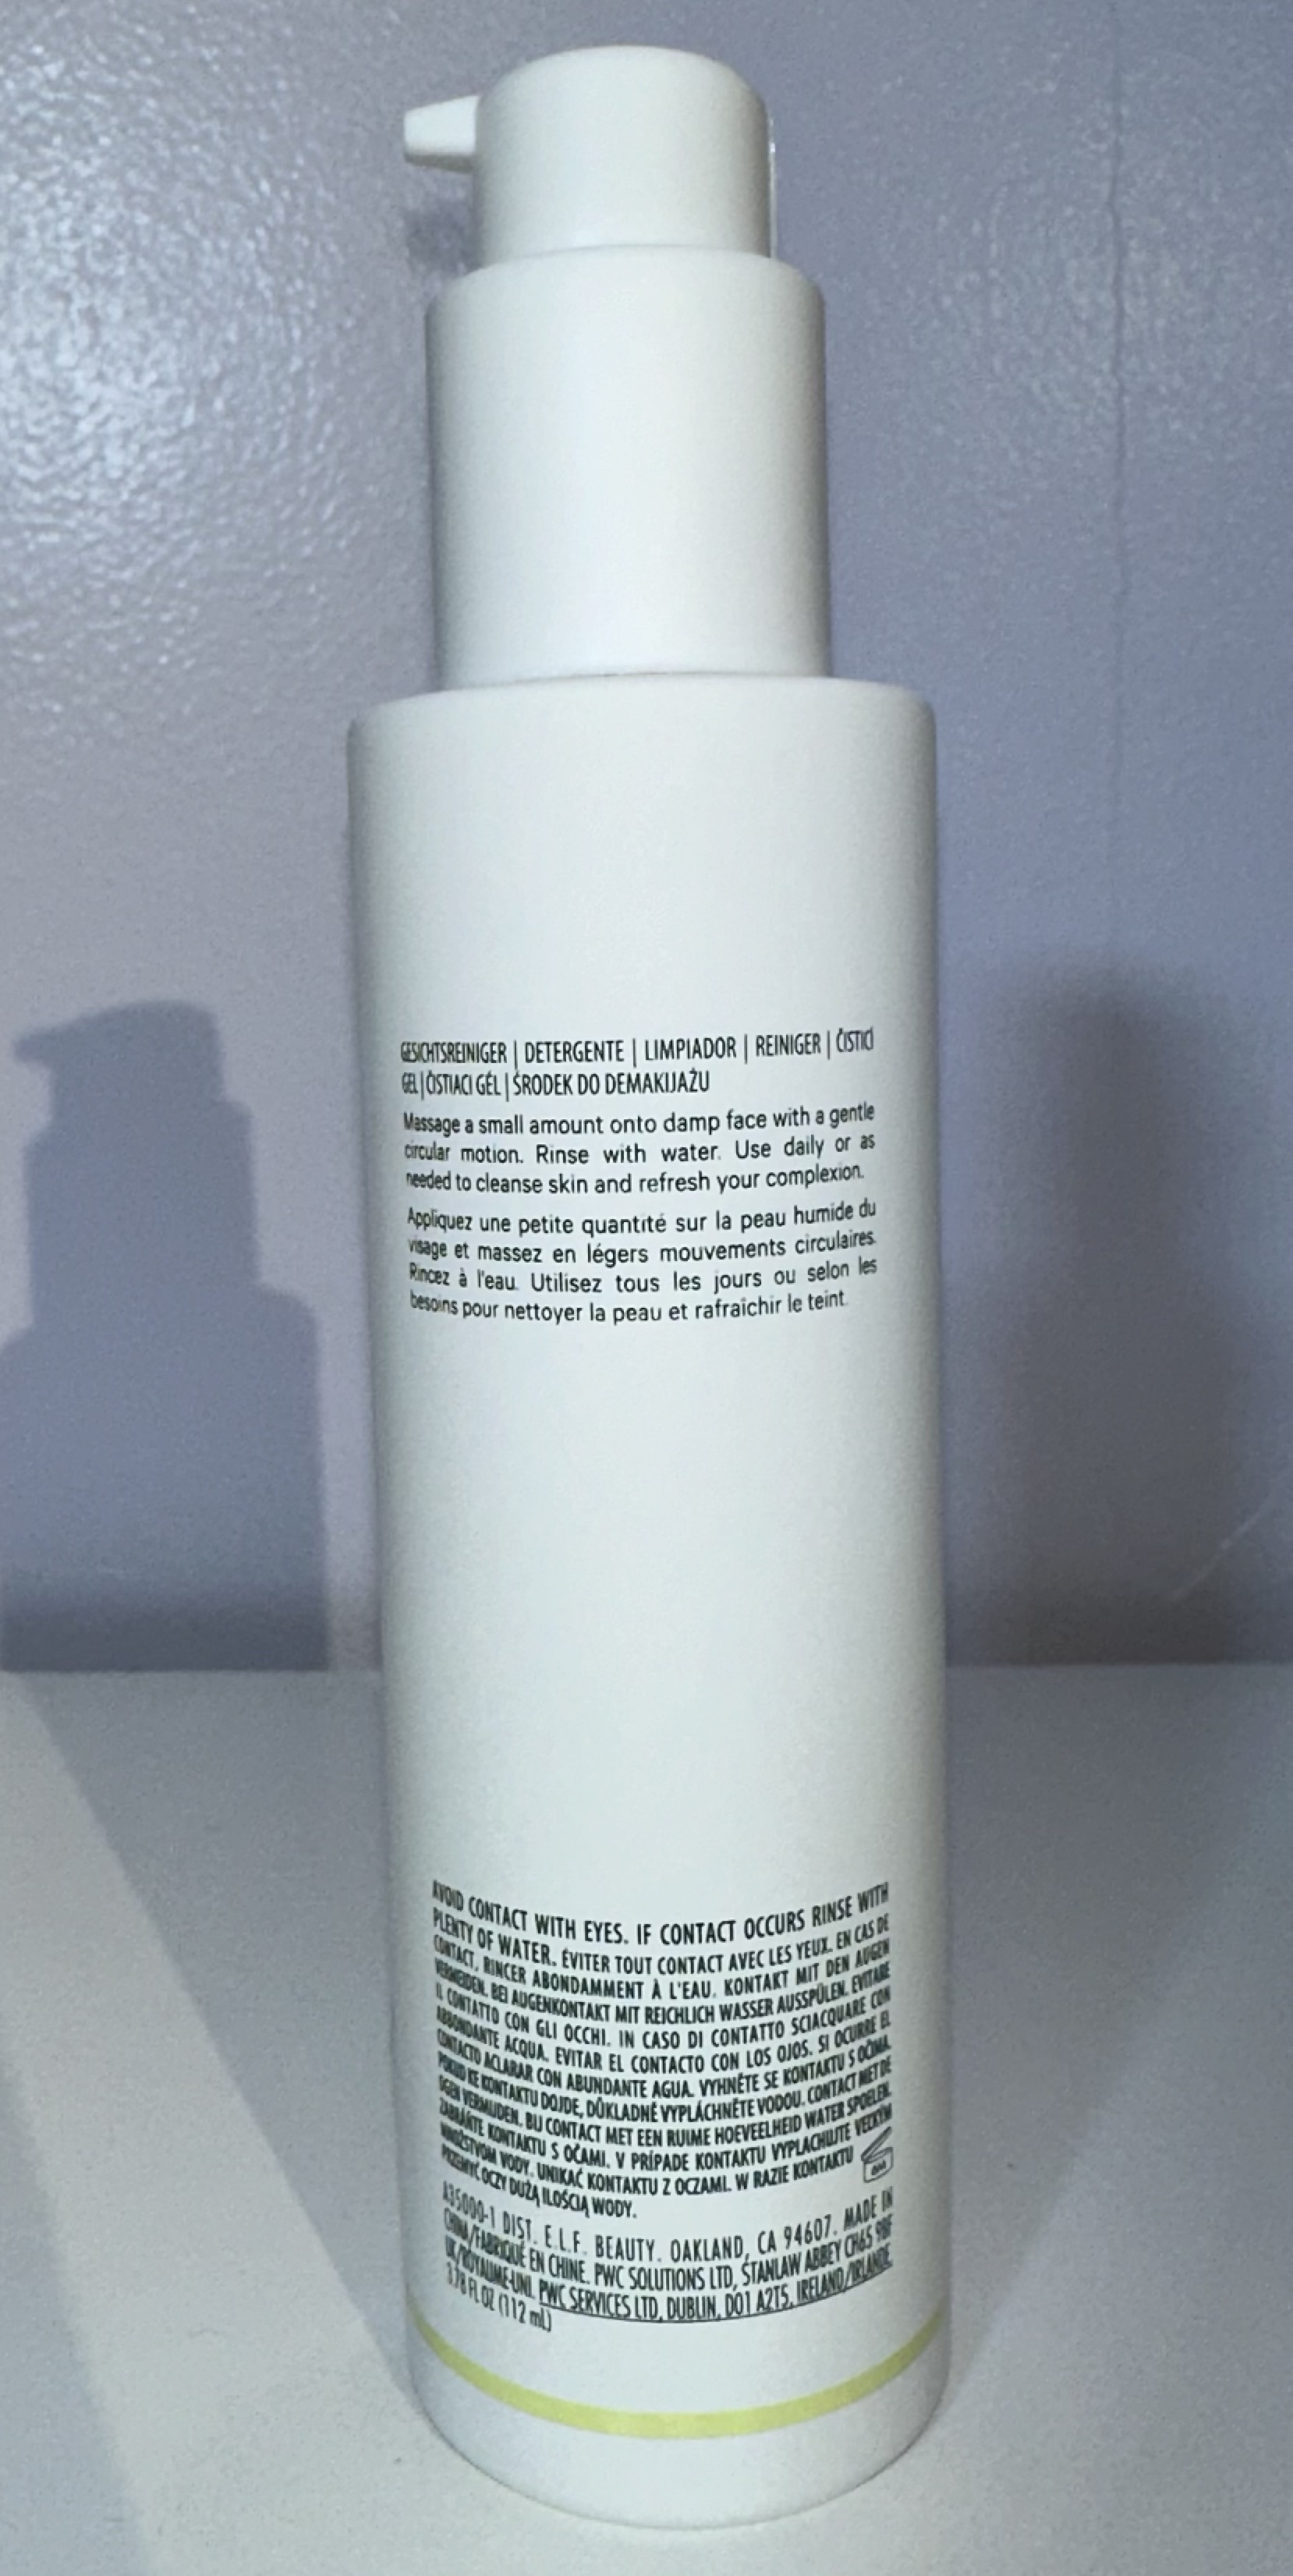 GESICHTSREINIGER | DETERGENTE | LIMPIADOR | REINIGER | ČISTICÍ
GEL | ČISTIACI GÉL | ŚRODEK DO DEMAKIJAŻU
Massage a small amount onto damp face with a gentle
circular motion. Rinse with water. Use daily or as
needed to cleanse skin and refresh your complexion.
Appliquez une petite quantité sur la peau humide du
visage et massez en légers mouvements circulaires.
Rincez à l'eau. Utilisez tous les jours ou selon les
besoins pour nettoyer la peau et rafraîchir le teint.
AVOID CONTACT WITH EYES. IF CONTACT OCCURS RINSE WITH
PLENTY OF WATER. ÉVITER TOUT CONTACT AVEC LES YEUX. EN CAS DE
CONTACT, RINCER ABONDAMMENT À L'EAU. KONTAKT MIT DEN AUGEN
VERMEIDEN. BEI AUGENKONTAKT MIT REICHLICH WASSER AUSSPÜLEN. EVITARE
IL CONTATTO CON GLI OCCHI. IN CASO DI CONTATTO SCIACQUARE CON
ABBONDANTE ACQUA. EVITAR EL CONTACTO CON LOS OJOS. SI OCURRE EL
CONTACTO ACLARAR CON ABUNDANTE AGUA. VYHNĚTE SE KONTAKTU S OČIMA.
POKUD KE KONTAKTU DOJDE, DŮKLADNĚ VYPLÁCHNĚTE VODOU. CONTACT MET DE
OGEN VERMIJDEN. BIJ CONTACT MET EEN RUIME HOEVEELHEID WATER SPOELEN.
ZABRÁŇTE KONTAKTU S OČAMI. V PRÍPADE KONTAKTU VYPLACHUJTE VEĽKÝM
MNOŽSTVOM VODY. UNIKAĆ KONTAKTU Z OCZAMI. W RAZIE KONTAKTU
PRZEMYĆ OCZY DUŻĄ ILOŚCIĄ WODY.
A35000-1 DIST. E.L.F. BEAUTY. OAKLAND, CA 94607. MADE IN
CHINA/FABRIQUÉ EN CHINE. PWC SOLUTIONS LTD, STANLAW ABBEY CH65 9BF
UK/ROYAUME-UNI. PWC SERVICES LTD, DUBLIN, D01 A2T5, IRELAND/IRLANDE.
3.78 FL OZ (112 mL)